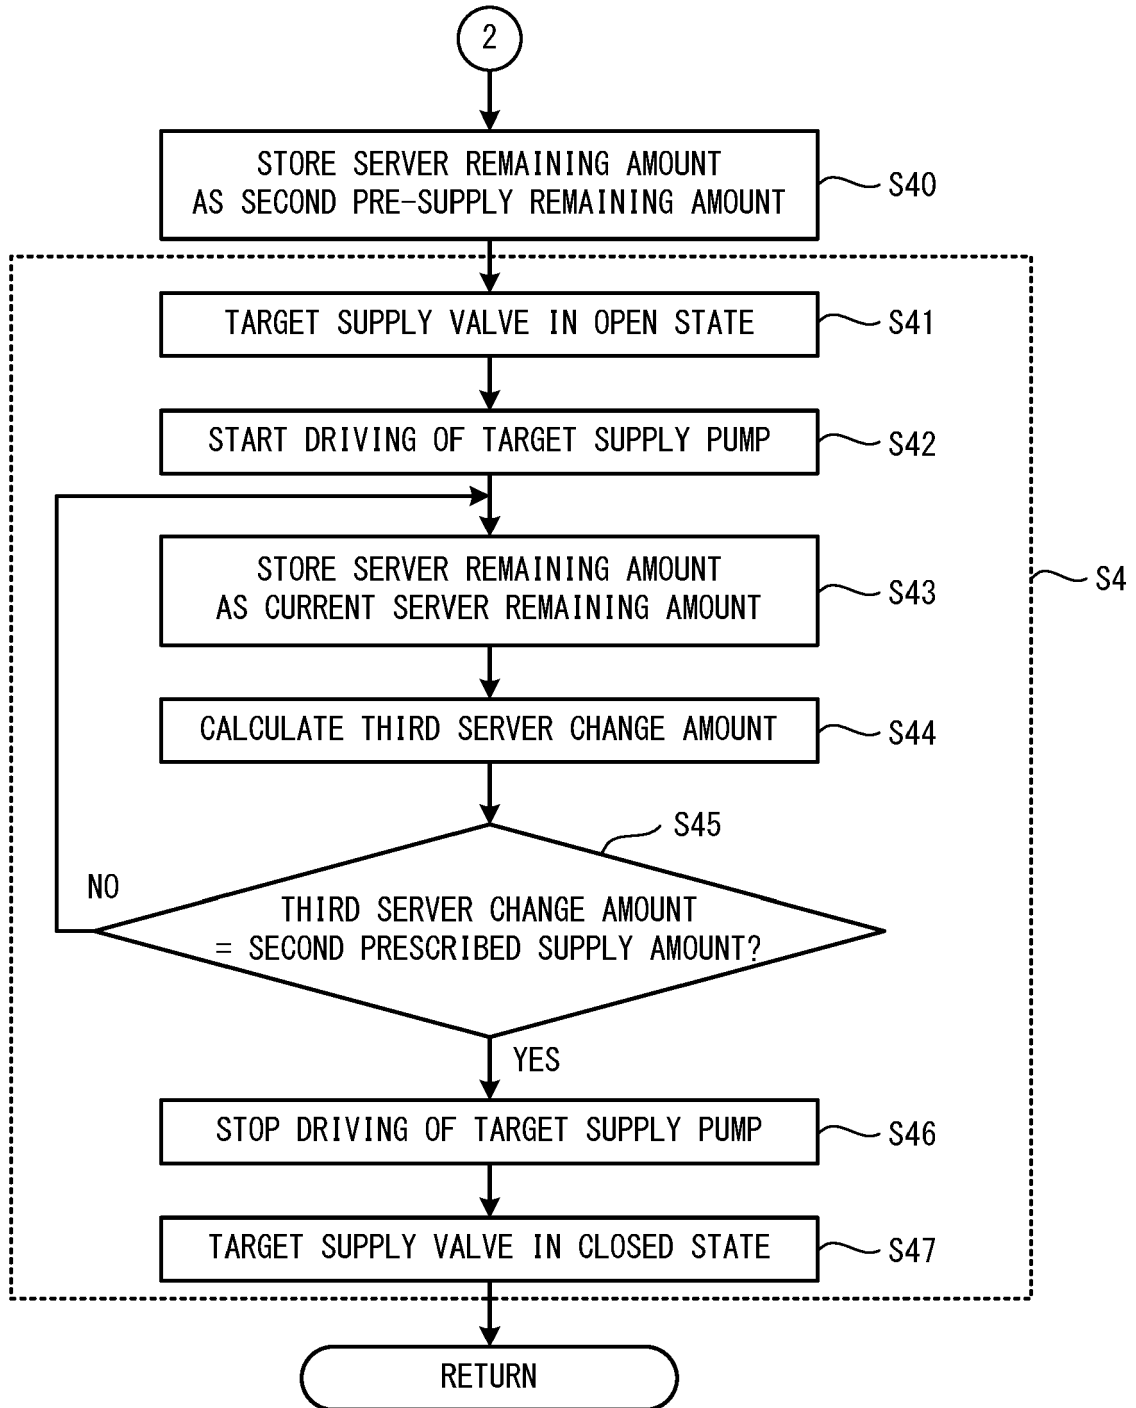 2
STORE SERVER REMAINING AMOUNT
AS SECOND PRE-SUPPLY REMAINING AMOUNT
S40
TARGET SUPPLY VALVE IN OPEN STATE
S41
START DRIVING OF TARGET SUPPLY PUMP
S42
STORE SERVER REMAINING AMOUNT
AS CURRENT SERVER REMAINING AMOUNT
S43
S4
CALCULATE THIRD SERVER CHANGE AMOUNT
S44
S45
NO
THIRD SERVER CHANGE AMOUNT
= SECOND PRESCRIBED SUPPLY AMOUNT?
YES
STOP DRIVING OF TARGET SUPPLY PUMP
S46
TARGET SUPPLY VALVE IN CLOSED STATE
S47
RETURN